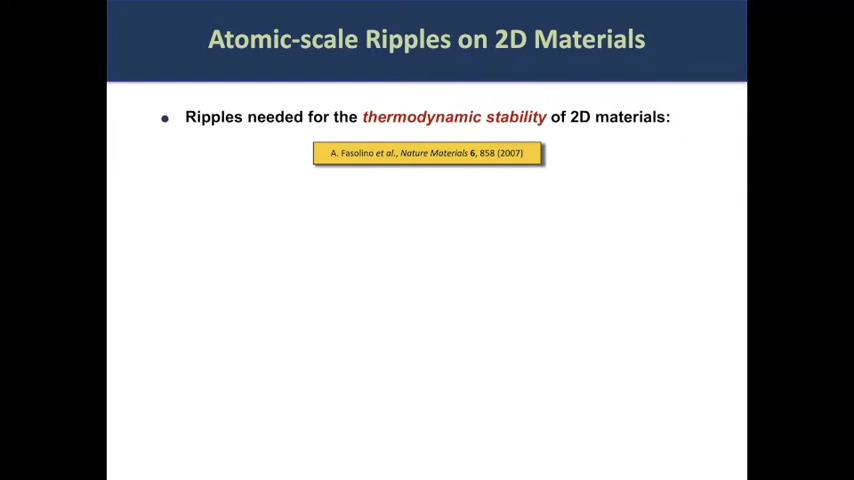 Atomic-scale Ripples on 2D Materials
• Ripples needed for the thermodynamic stability of 2D materials:
A. Fasolino et al., Nature Materials 6, 858 (2007)